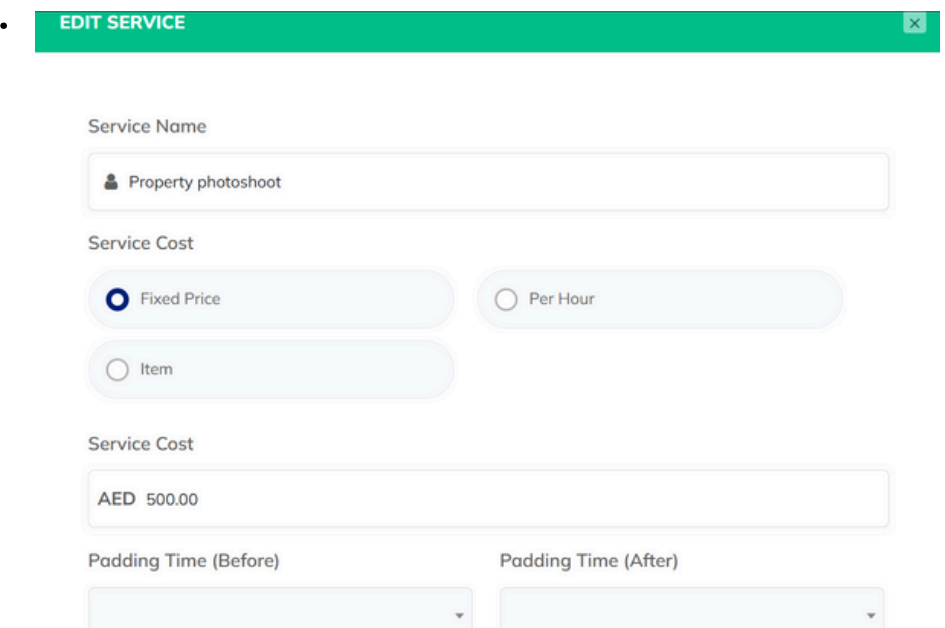 EDIT SERVICE
Service Name
Property photoshoot
Service Cost
Fixed Price
Per Hour
Item
Service Cost
AED 500.00
Padding Time (Before)
Padding Time (After)